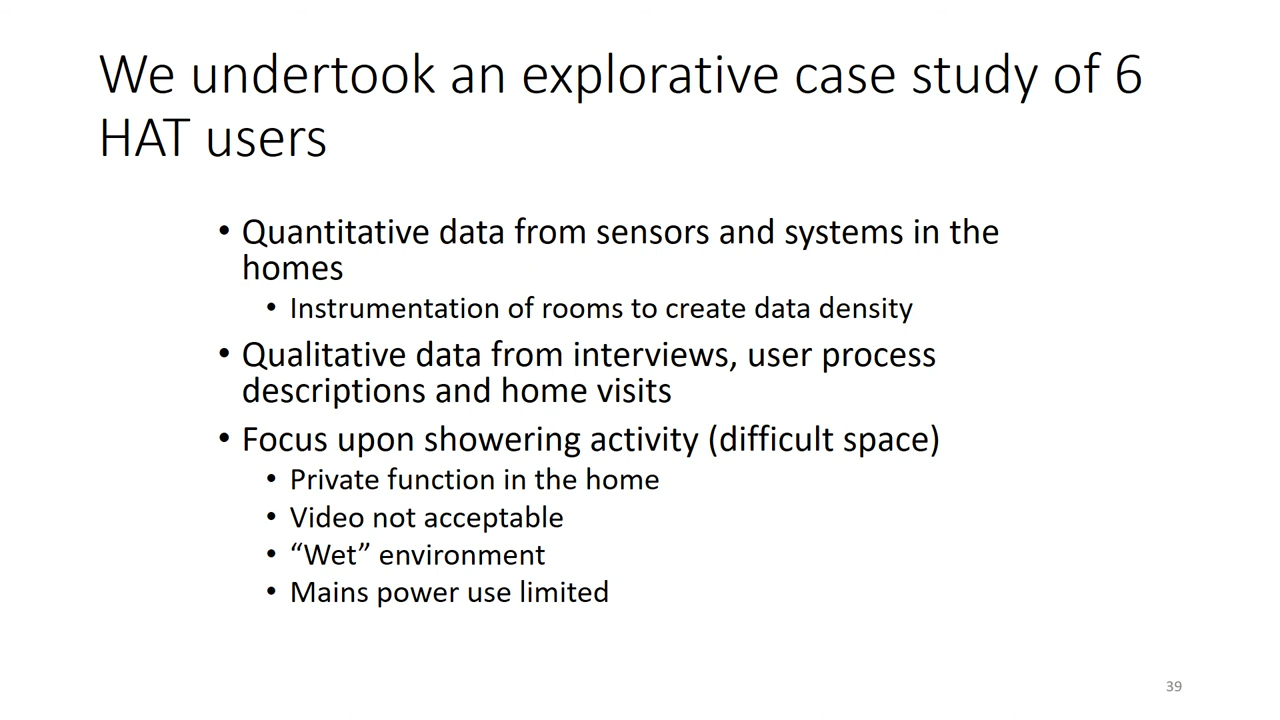 We undertook an explorative case study of 6
HAT users
• Quantitative data from sensors and systems in the
homes
• Instrumentation of rooms to create data density
• Qualitative data from interviews, user process
descriptions and home visits
• Focus upon showering activity (difficult space)
• Private function in the home
• Video not acceptable
• “Wet” environment
• Mains power use limited
39